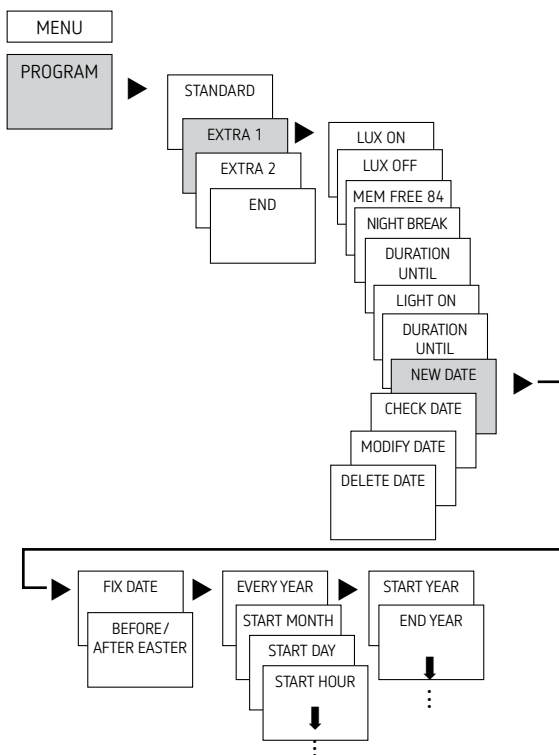 MENU
PROGRAM
STANDARD
EXTRA 1
EXTRA 2
END
LUX ON
LUX OFF
MEM FREE 84
NIGHT BREAK
DURATION
UNTIL
LIGHT ON
DURATION
UNTIL
NEW DATE
CHECK DATE
MODIFY DATE
DELETE DATE
FIX DATE
BEFORE/
AFTER EASTER
EVERY YEAR
START MONTH
START DAY
START HOUR
START YEAR
END YEAR